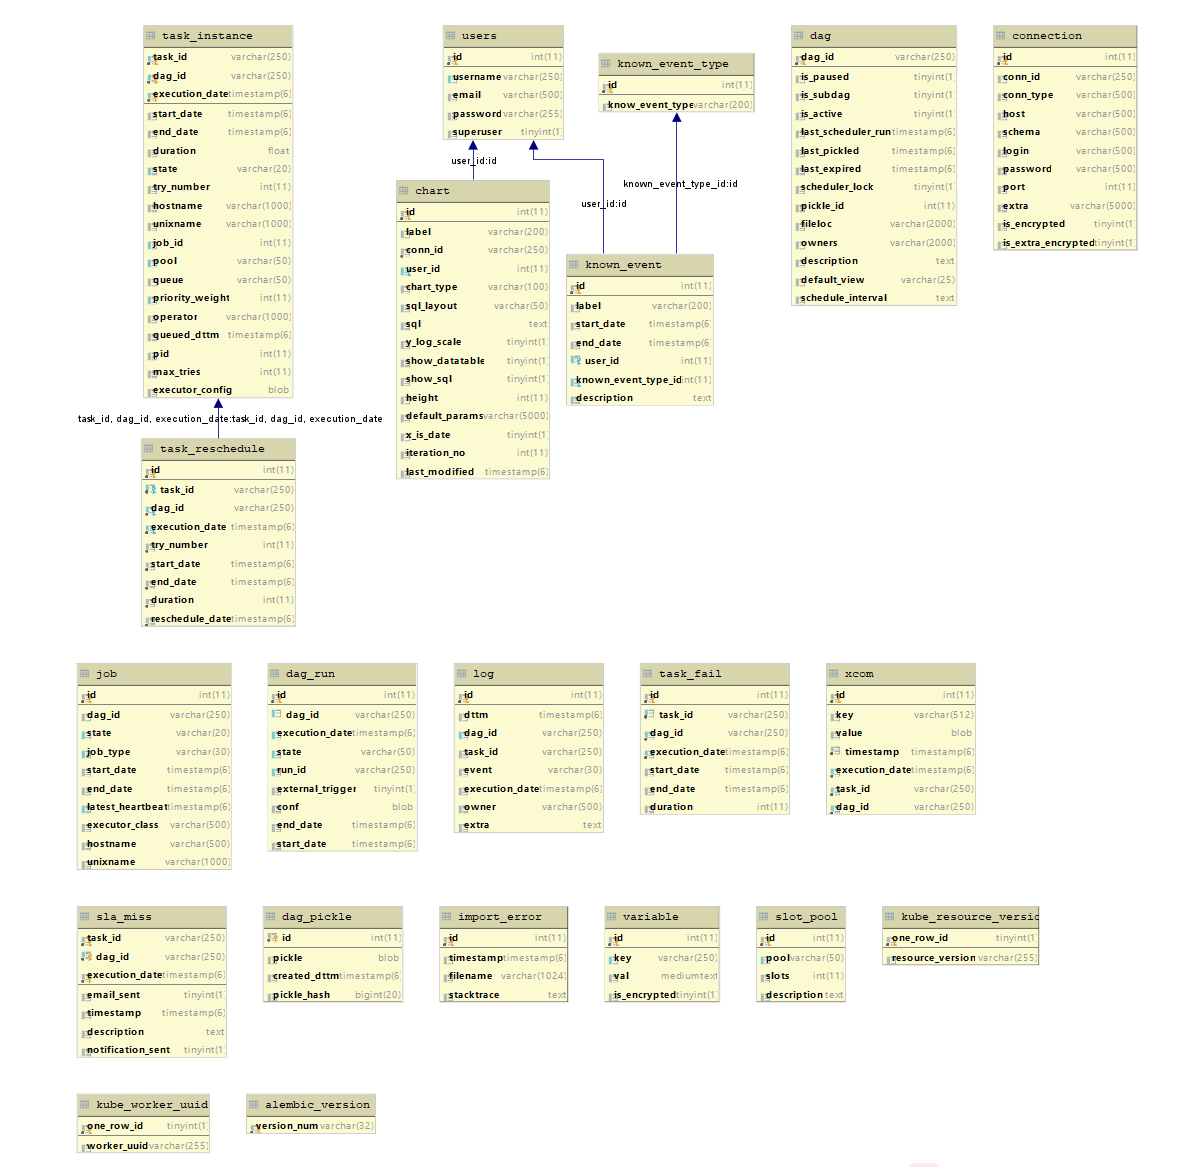 task_instance
task_id varchar(250)
dag_id varchar(250)
execution_date timestamp(6)
start_date timestamp(6)
end_date timestamp(6)
duration float
state varchar(20)
try_number int(11)
hostname varchar(1000)
unixname varchar(1000)
job_id int(11)
pool varchar(50)
queue varchar(50)
priority_weight int(11)
operator varchar(1000)
queued_dttm timestamp(6)
pid int(11)
max_tries int(11)
executor_config blob
users
id int(11)
username varchar(250)
email varchar(500)
password varchar(255)
superuser tinyint(1)
known_event_type
id int(11)
know_event_type varchar(200)
dag
dag_id varchar(250)
is_paused tinyint(1)
is_subdag tinyint(1)
is_active tinyint(1)
last_scheduler_run timestamp(6)
last_pickled timestamp(6)
last_expired timestamp(6)
scheduler_lock tinyint(1)
pickle_id int(11)
fileloc varchar(2000)
owners varchar(2000)
description text
default_view varchar(25)
schedule_interval text
connection
id int(11)
conn_id varchar(250)
conn_type varchar(500)
host varchar(500)
schema varchar(500)
login varchar(500)
password varchar(500)
port int(11)
extra varchar(5000)
is_encrypted tinyint(1)
is_extra_encrypted tinyint(1)
user_id:id
known_event_type_id:id
user_id:id
chart
id int(11)
label varchar(200)
conn_id varchar(250)
user_id int(11)
chart_type varchar(100)
sql_layout varchar(50)
sql text
y_log_scale tinyint(1)
show_datatable tinyint(1)
show_sql tinyint(1)
height int(11)
default_params varchar(5000)
x_is_date tinyint(1)
iteration_no int(11)
last_modified timestamp(6)
known_event
id int(11)
label varchar(200)
start_date timestamp(6)
end_date timestamp(6)
user_id int(11)
known_event_type_id int(11)
description text
task_id, dag_id, execution_date:task_id, dag_id, execution_date
task_reschedule
id int(11)
task_id varchar(250)
dag_id varchar(250)
execution_date timestamp(6)
try_number int(11)
start_date timestamp(6)
end_date timestamp(6)
duration int(11)
reschedule_date timestamp(6)
job
id int(11)
dag_id varchar(250)
state varchar(20)
job_type varchar(30)
start_date timestamp(6)
end_date timestamp(6)
latest_heartbeat timestamp(6)
executor_class varchar(500)
hostname varchar(500)
unixname varchar(1000)
dag_run
id int(11)
dag_id varchar(250)
execution_date timestamp(6)
state varchar(50)
run_id varchar(250)
external_trigger tinyint(1)
conf blob
end_date timestamp(6)
start_date timestamp(6)
log
id int(11)
dttm timestamp(6)
dag_id varchar(250)
task_id varchar(250)
event varchar(30)
execution_date timestamp(6)
owner varchar(500)
extra text
task_fail
id int(11)
task_id varchar(250)
dag_id varchar(250)
execution_date timestamp(6)
start_date timestamp(6)
end_date timestamp(6)
duration int(11)
xcom
id int(11)
key varchar(512)
value blob
timestamp timestamp(6)
execution_date timestamp(6)
task_id varchar(250)
dag_id varchar(250)
sla_miss
task_id varchar(250)
dag_id varchar(250)
execution_date timestamp(6)
email_sent tinyint(1)
timestamp timestamp(6)
description text
notification_sent tinyint(1)
dag_pickle
id int(11)
pickle blob
created_dttm timestamp(6)
pickle_hash bigint(20)
import_error
id int(11)
timestamp timestamp(6)
filename varchar(1024)
stacktrace text
variable
id int(11)
key varchar(250)
val mediumtext
is_encrypted tinyint(1)
slot_pool
id int(11)
pool varchar(50)
slots int(11)
description text
kube_resource_versio
one_row_id tinyint(1)
resource_version varchar(255)
kube_worker_uuid
one_row_id tinyint(1)
worker_uuid varchar(255)
alembic_version
version_num varchar(32)